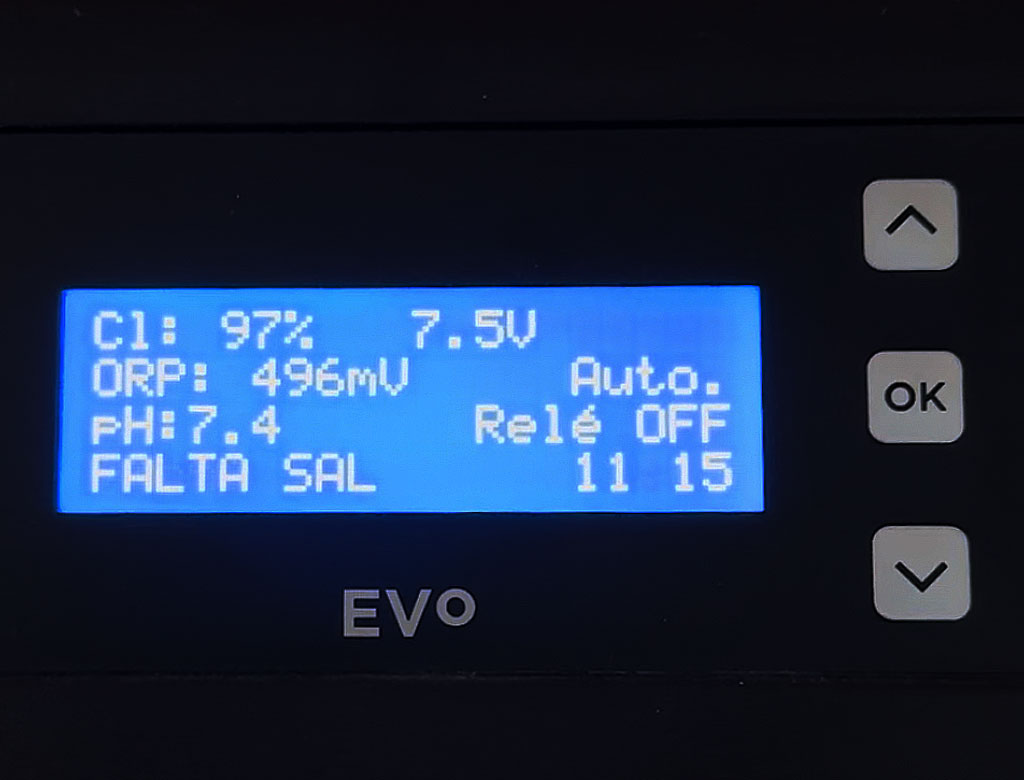 Cl: 97% 7.5V
ORP: 496mV Auto.
pH:7.4 Relé OFF
FALTA SAL 11 15
EVO
OK